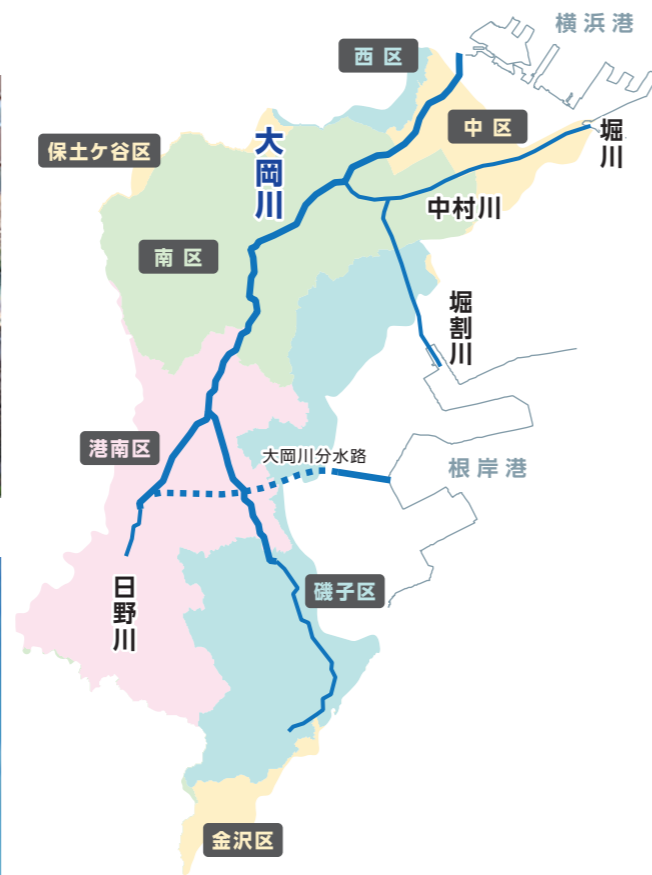 横浜港
西区
中区
堀川
保土ケ谷区
大岡川
中村川
南区
堀割川
港南区
大岡川分水路
根岸港
日野川
磯子区
金沢区